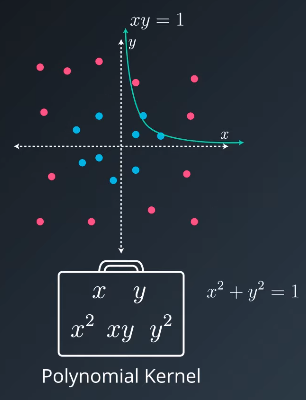 xy = 1
y
x
x y
x² xy y²
x² + y² = 1
Polynomial Kernel